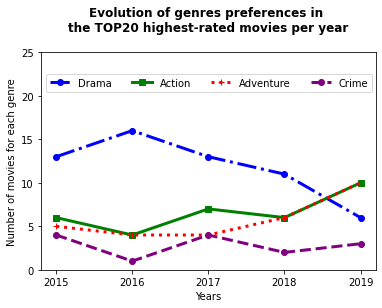 Evolution of genres preferences in
the TOP20 highest-rated movies per year
Number of movies for each genre
25
20
15
10
5
0
Drama Action Adventure Crime
2015 2016 2017 2018 2019
Years